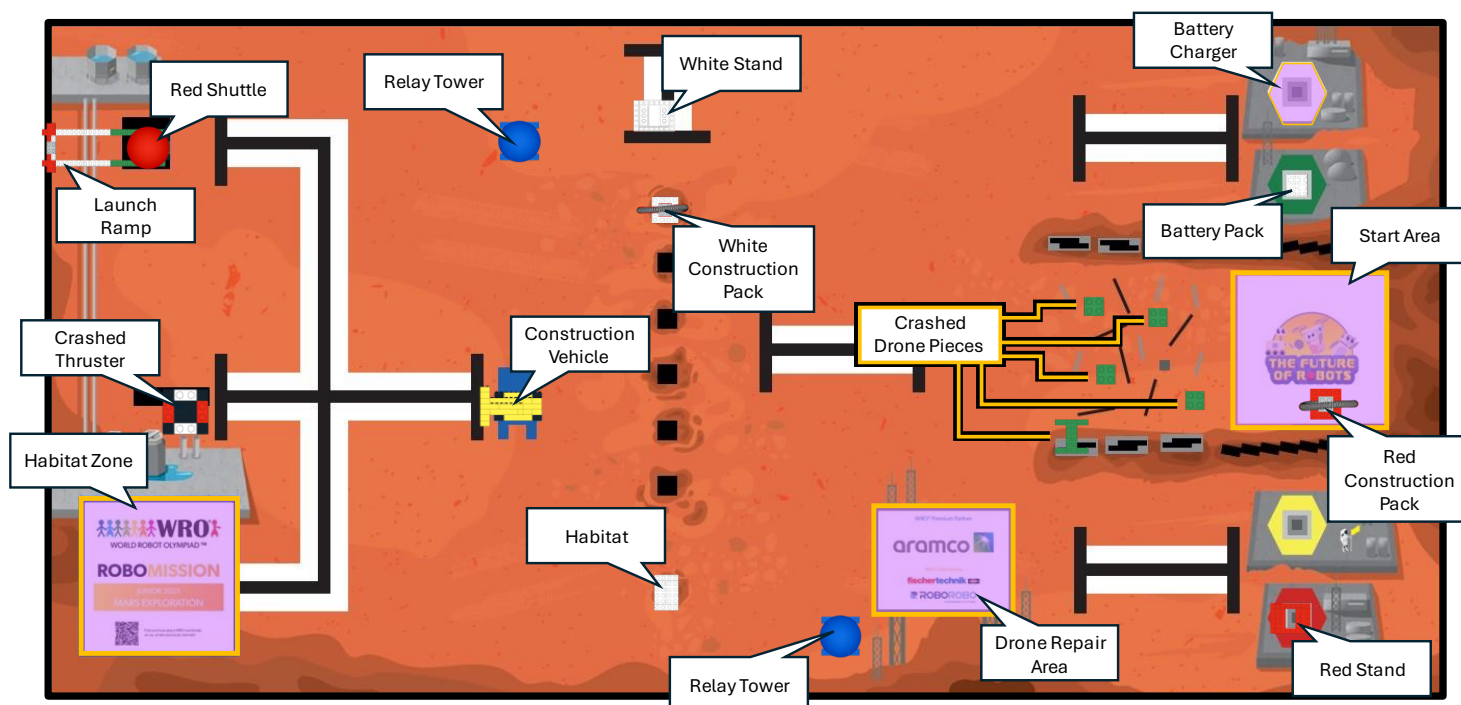 Battery
Charger
White Stand
Relay Tower
Red Shuttle
Launch
Ramp
Battery Pack
Start Area
White
Construction
Pack
Crashed
Drone Pieces
Construction
Vehicle
Crashed
Thruster
THE FUTURE
OF ROBOTS
Habitat Zone
Red
Construction
Pack
WRO
WORLD ROBOT OLYMPIAD™
ROBOMISSION
JUNIOR 2025
MARS EXPLORATION
Habitat
aramco
fischertechnik
ROBOROBO
Drone Repair
Area
Red Stand
Relay Tower